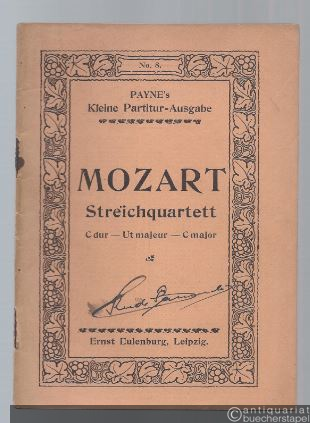 No. 8.
PAYNE's
Kleine Partitur-Ausgabe
MOZART
Streichquartett
C dur — Ut majeur — C major
Ernst Eulenburg, Leipzig.
antiquariat
buecherstapel